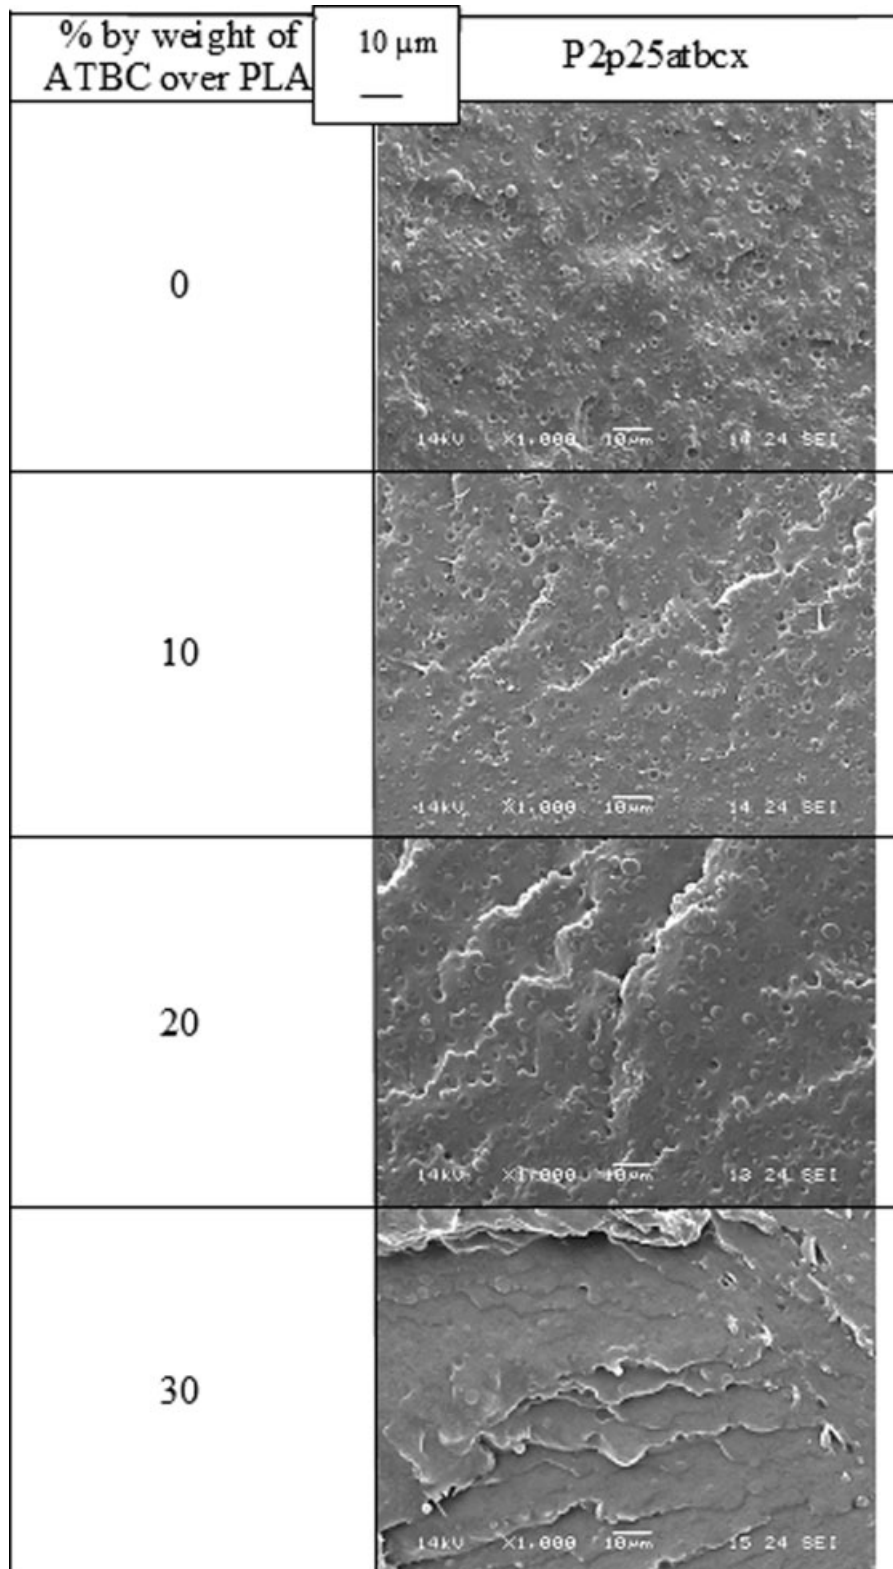 % by weight of
ATBC over PLA
10 μm
P2p25atbcx
0
14kV X1,000 10μm 14 24 SEI
10
14kV X1,000 10μm 14 24 SEI
20
14kV X1,000 10μm 13 24 SEI
30
14kV X1,000 10μm 15 24 SEI